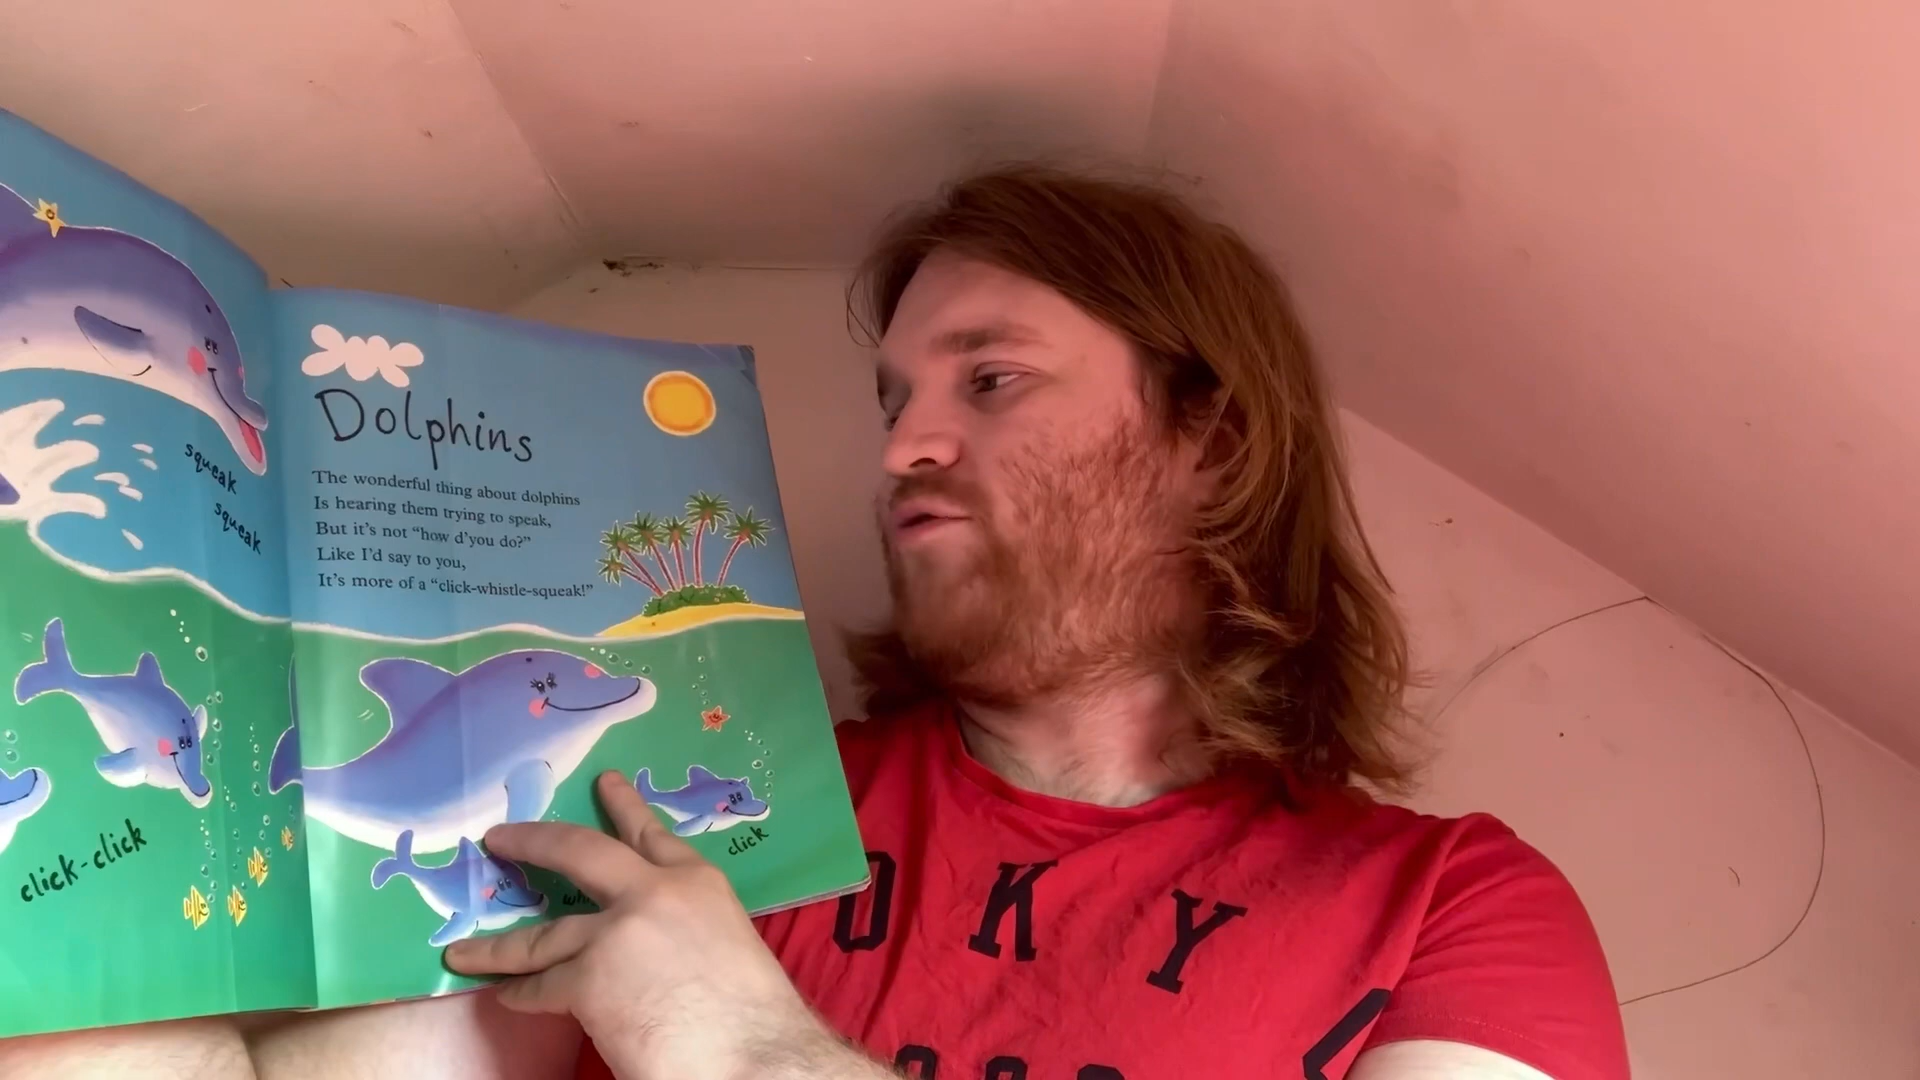 squeak
squeak
click-click
Dolphins
The wonderful thing about dolphins
Is hearing them trying to speak,
But it's not "how d'you do?"
Like I'd say to you,
It's more of a "click-whistle-squeak!"
click
O K Y